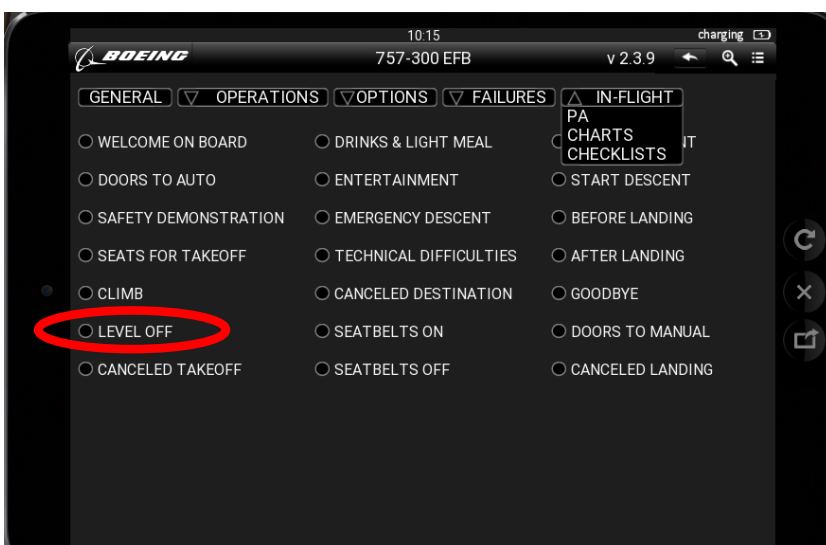 10:15 charging
BOEING 757-300 EFB v 2.3.9
GENERAL OPERATIONS OPTIONS FAILURES IN-FLIGHT
PA
CHARTS
CHECKLISTS
WELCOME ON BOARD DRINKS & LIGHT MEAL NT
DOORS TO AUTO ENTERTAINMENT START DESCENT
SAFETY DEMONSTRATION EMERGENCY DESCENT BEFORE LANDING
SEATS FOR TAKEOFF TECHNICAL DIFFICULTIES AFTER LANDING
CLIMB CANCELED DESTINATION GOODBYE
LEVEL OFF SEATBELTS ON DOORS TO MANUAL
CANCELED TAKEOFF SEATBELTS OFF CANCELED LANDING